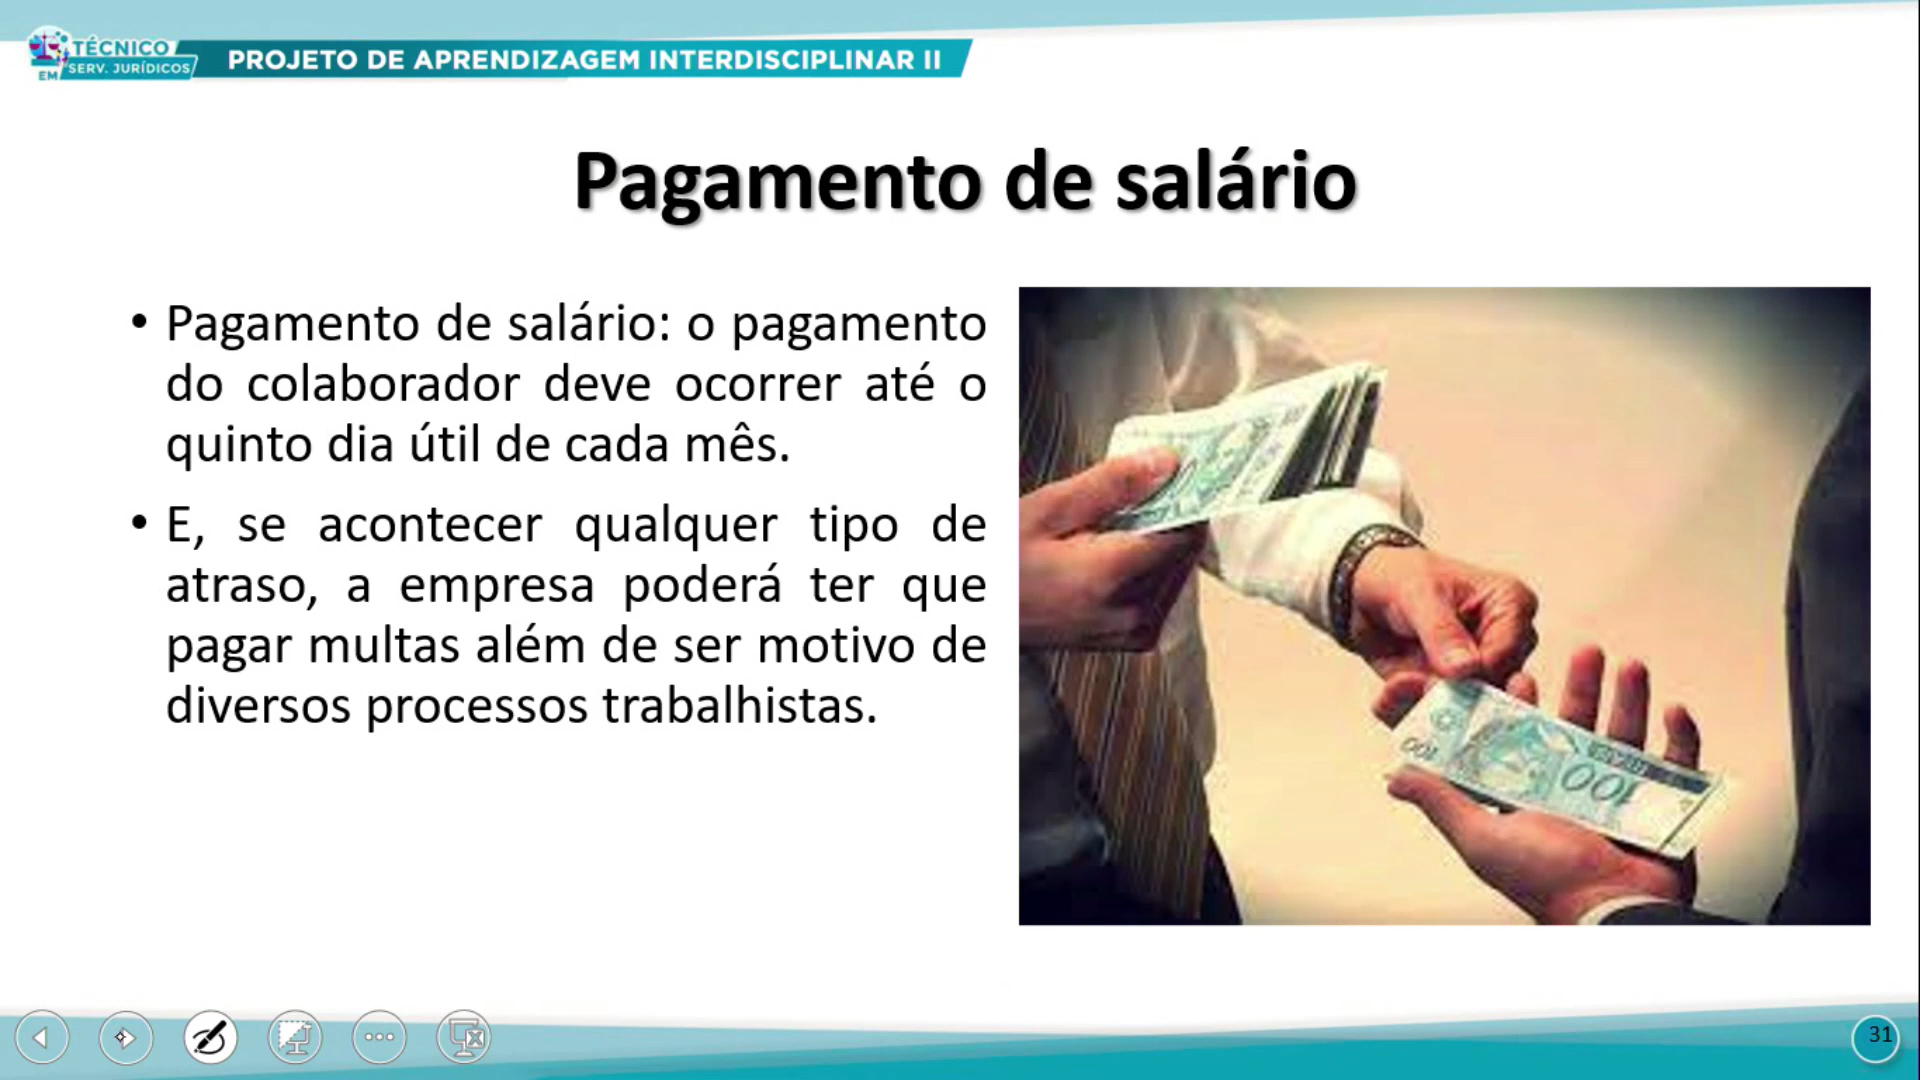 TÉCNICO
EM SERV. JURÍDICOS
PROJETO DE APRENDIZAGEM INTERDISCIPLINAR II
Pagamento de salário
• Pagamento de salário: o pagamento
do colaborador deve ocorrer até o
quinto dia útil de cada mês.
• E, se acontecer qualquer tipo de
atraso, a empresa poderá ter que
pagar multas além de ser motivo de
diversos processos trabalhistas.
100
100
31